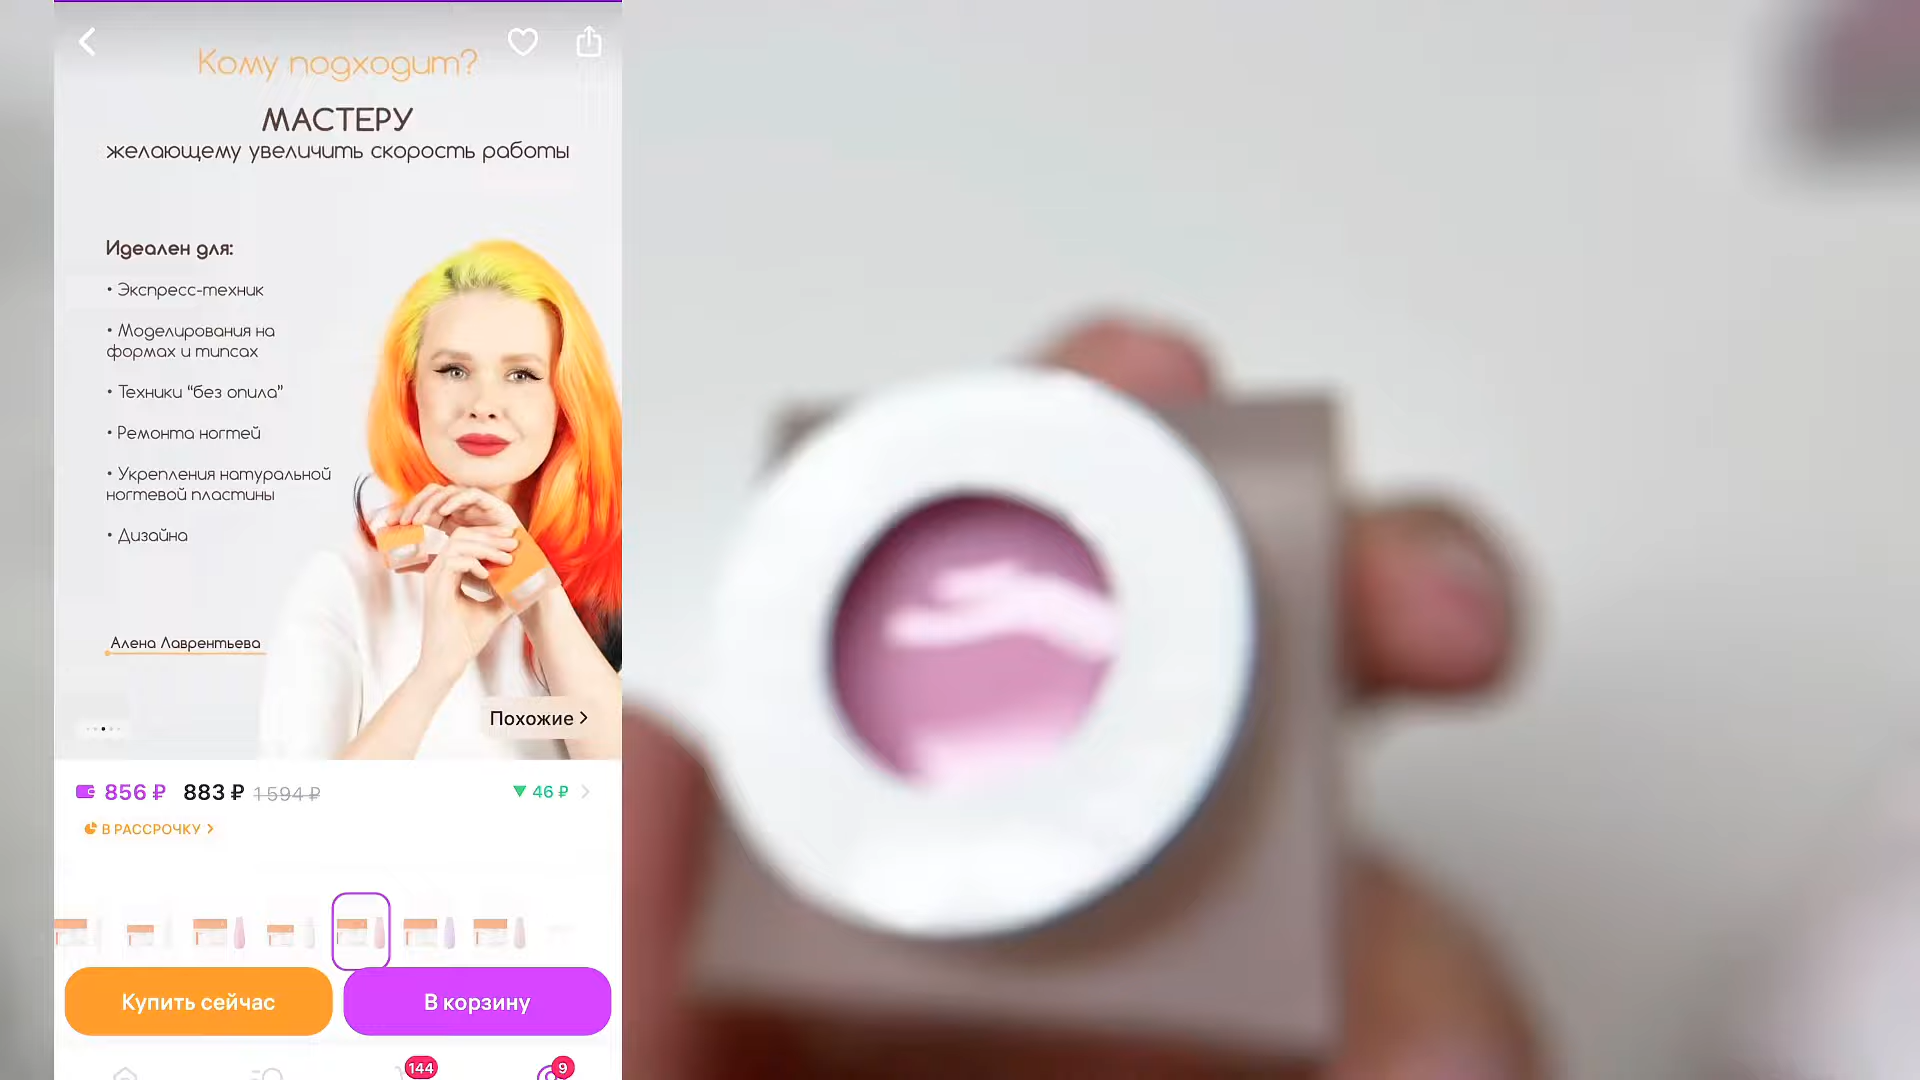 Кому подходит?
МАСТЕРУ
желающему увеличить скорость работы
Идеален для:
• Экспресс-техник
• Моделирования на
формах и типсах
• Техники “без опила”
• Ремонта ногтей
• Укрепления натуральной
ногтевой пластины
• Дизайна
Алена Лаврентьева
Похожие
856 ₽ 883 ₽ 1 594 ₽ 46 ₽
В РАССРОЧКУ
Купить сейчас
В корзину
144
9